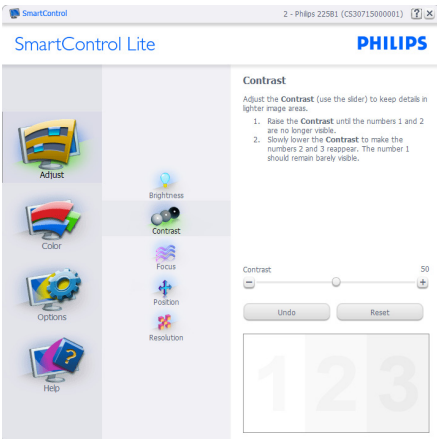 SmartControl
2 - Philips 225B1 (CS30715000001)
SmartControl Lite
PHILIPS
Adjust
Color
Options
Help
Brightness
Contrast
Focus
Position
Resolution
Contrast
Adjust the Contrast (use the slider) to keep details in
lighter image areas.
1. Raise the Contrast until the numbers 1 and 2
are no longer visible.
2. Slowly lower the Contrast to make the
numbers 2 and 3 reappear. The number 1
should remain barely visible.
Contrast 50
Undo Reset
1 2 3